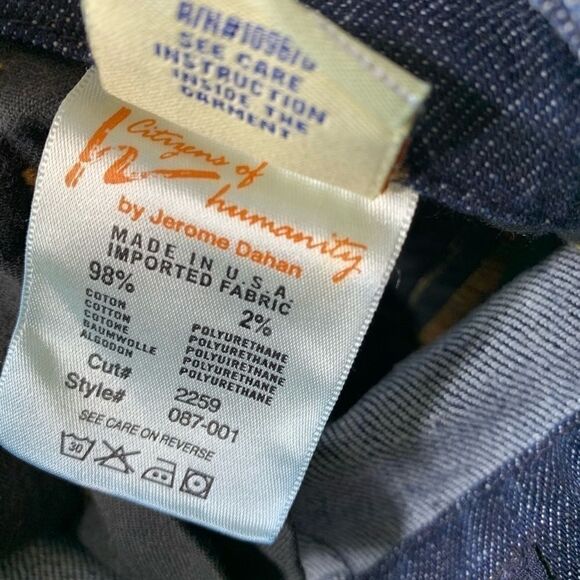 SEE CARE
INSTRUCTION
INSIDE THE
GARMENT
Citizens of
humanity
by Jerome Dahan
MADE IN U.S.A.
IMPORTED FABRIC
98% 2%
COTON POLYURETHANE
COTTON POLYURETHANE
COTONE POLYURETHANE
BAUMWOLLE POLYURETHANE
ALGODON POLYURETHANE
Cut# 2259
Style# 087-001
SEE CARE ON REVERSE
30